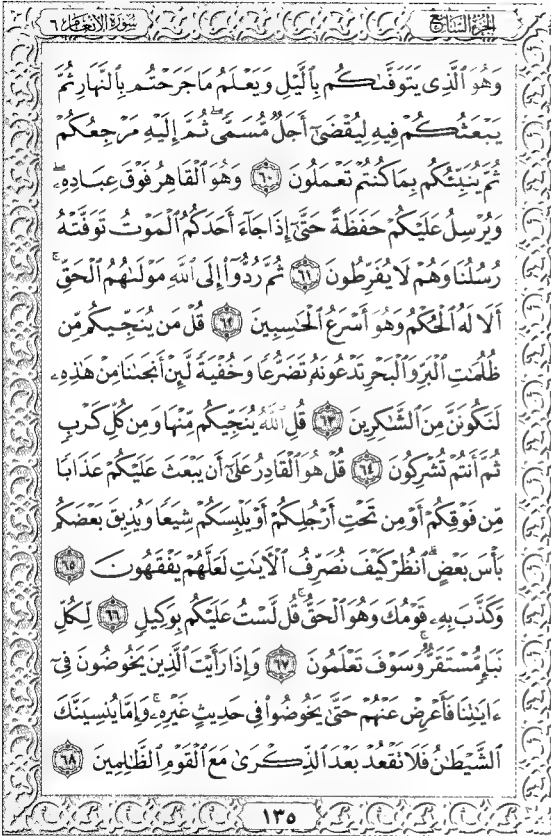 الجزء السابع
سورة الأنعام ٦
وَهُوَ ٱلَّذِى يَتَوَفَّىٰكُم بِٱلَّيْلِ وَيَعْلَمُ مَا جَرَحْتُم بِٱلنَّهَارِ ثُمَّ
يَبْعَثُكُمْ فِيهِ لِيُقْضَىٰٓ أَجَلٌ مُّسَمًّى ۖ ثُمَّ إِلَيْهِ مَرْجِعُكُمْ
ثُمَّ يُنَبِّئُكُم بِمَا كُنتُمْ تَعْمَلُونَ ٦٠ وَهُوَ ٱلْقَاهِرُ فَوْقَ عِبَادِهِۦ ۖ
وَيُرْسِلُ عَلَيْكُمْ حَفَظَةً حَتَّىٰٓ إِذَا جَآءَ أَحَدَكُمُ ٱلْمَوْتُ تَوَفَّتْهُ
رُسُلُنَا وَهُمْ لَا يُفَرِّطُونَ ٦١ ثُمَّ رُدُّوٓا۟ إِلَى ٱللَّهِ مَوْلَىٰهُمُ ٱلْحَقِّ ۚ
أَلَا لَهُ ٱلْحُكْمُ وَهُوَ أَسْرَعُ ٱلْحَـٰسِبِينَ ٦٢ قُلْ مَن يُنَجِّيكُم مِّن
ظُلُمَـٰتِ ٱلْبَرِّ وَٱلْبَحْرِ تَدْعُونَهُۥ تَضَرُّعًا وَخُفْيَةً لَّئِنْ أَنجَىٰنَا مِنْ هَـٰذِهِۦ
لَنَكُونَنَّ مِنَ ٱلشَّـٰكِرِينَ ٦٣ قُلِ ٱللَّهُ يُنَجِّيكُم مِّنْهَا وَمِن كُلِّ كَرْبٍ
ثُمَّ أَنتُمْ تُشْرِكُونَ ٦٤ قُلْ هُوَ ٱلْقَادِرُ عَلَىٰٓ أَن يَبْعَثَ عَلَيْكُمْ عَذَابًا
مِّن فَوْقِكُمْ أَوْ مِن تَحْتِ أَرْجُلِكُمْ أَوْ يَلْبِسَكُمْ شِيَعًا وَيُذِيقَ بَعْضَكُم
بَأْسَ بَعْضٍ ۗ ٱنظُرْ كَيْفَ نُصَرِّفُ ٱلْـَٔايَـٰتِ لَعَلَّهُمْ يَفْقَهُونَ ٦٥
وَكَذَّبَ بِهِۦ قَوْمُكَ وَهُوَ ٱلْحَقُّ ۚ قُل لَّسْتُ عَلَيْكُم بِوَكِيلٍ ٦٦ لِّكُلِّ
نَبَإٍ مُّسْتَقَرٌّ ۚ وَسَوْفَ تَعْلَمُونَ ٦٧ وَإِذَا رَأَيْتَ ٱلَّذِينَ يَخُوضُونَ فِىٓ
ءَايَـٰتِنَا فَأَعْرِضْ عَنْهُمْ حَتَّىٰ يَخُوضُوا۟ فِى حَدِيثٍ غَيْرِهِۦ ۚ وَإِمَّا يُنسِيَنَّكَ
ٱلشَّيْطَـٰنُ فَلَا تَقْعُدْ بَعْدَ ٱلذِّكْرَىٰ مَعَ ٱلْقَوْمِ ٱلظَّـٰلِمِينَ ٦٨
١٣٥